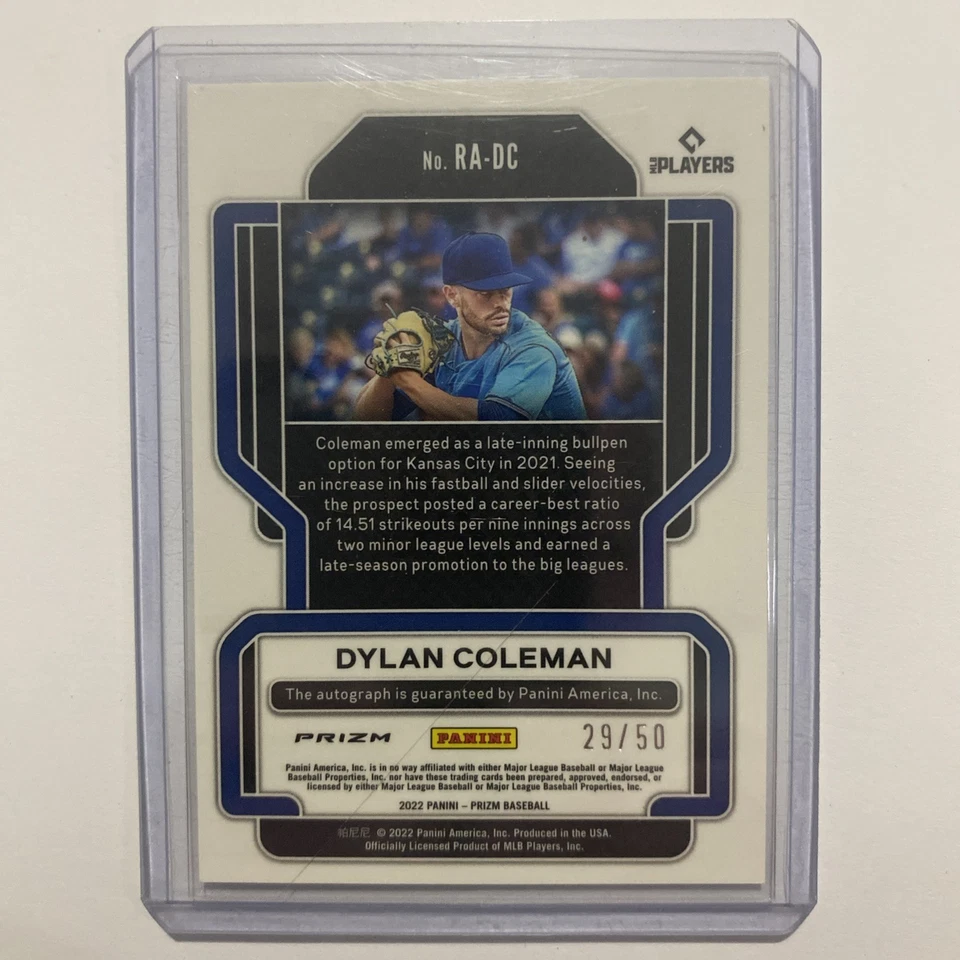 No. RA-DC
MLB PLAYERS
Coleman emerged as a late-inning bullpen
option for Kansas City in 2021. Seeing
an increase in his fastball and slider velocities,
the prospect posted a career-best ratio
of 14.51 strikeouts per nine innings across
two minor league levels and earned a
late-season promotion to the big leagues.
DYLAN COLEMAN
The autograph is guaranteed by Panini America, Inc.
PRIZM PANINI 29/50
Panini America, Inc. is in no way affiliated with either Major League Baseball or Major League
Baseball Properties, Inc. nor have these trading cards been prepared, approved, endorsed, or
licensed by either Major League Baseball or Major League Baseball Properties, Inc.
2022 PANINI – PRIZM BASEBALL
帕尼尼 © 2022 Panini America, Inc. Produced in the USA.
Officially Licensed Product of MLB Players, Inc.